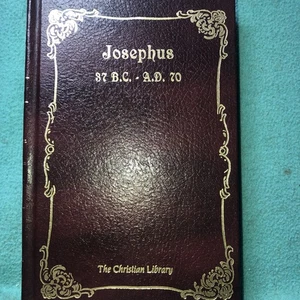 Josephus
37 B.C. - A.D. 70
The Christian Library